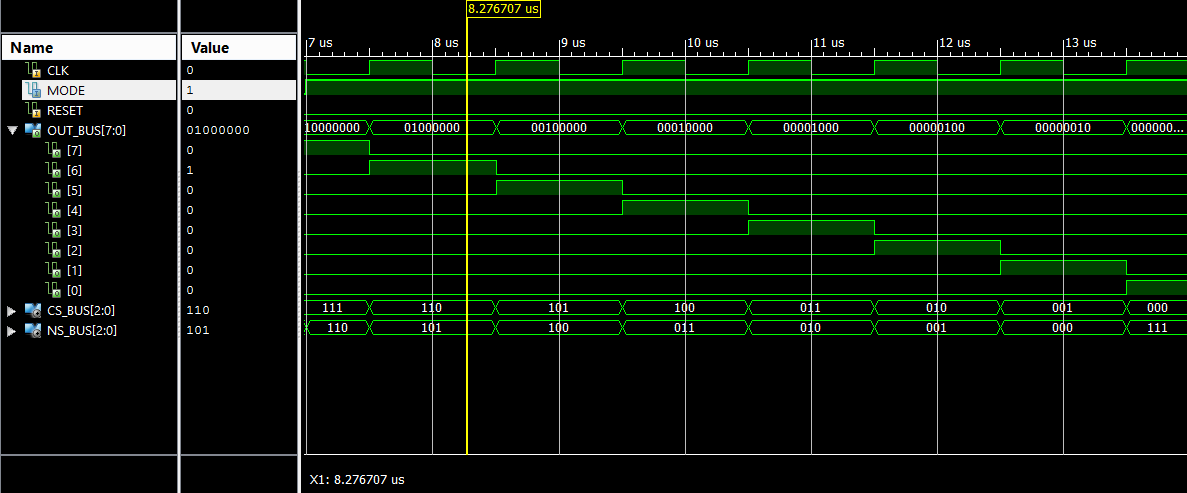 8.276707 us
Name Value 7 us 8 us 9 us 10 us 11 us 12 us 13 us
CLK 0
MODE 1
RESET 0
OUT_BUS[7:0] 01000000 10000000 01000000 00100000 00010000 00001000 00000100 00000010 000000...
[7] 0
[6] 1
[5] 0
[4] 0
[3] 0
[2] 0
[1] 0
[0] 0
CS_BUS[2:0] 110 111 110 101 100 011 010 001 000
NS_BUS[2:0] 101 110 101 100 011 010 001 000 111
X1: 8.276707 us